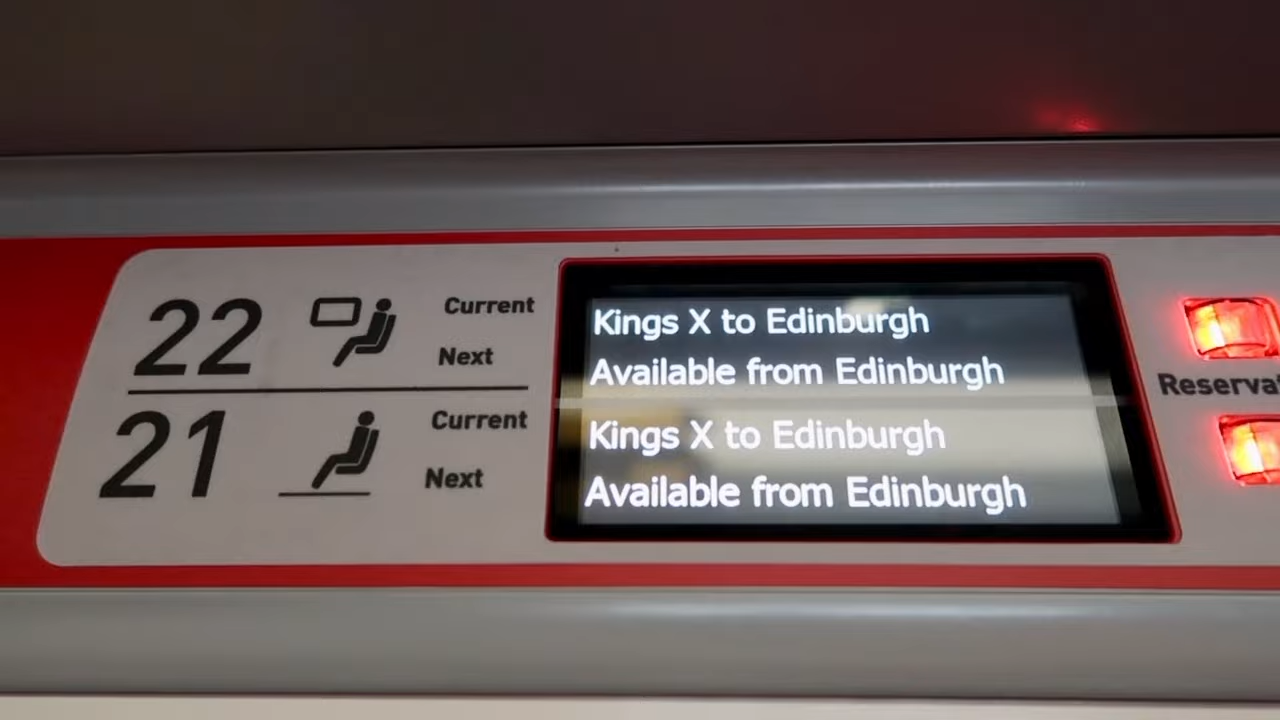 22 Current Kings X to Edinburgh
Next Available from Edinburgh
21 Current Kings X to Edinburgh
Next Available from Edinburgh